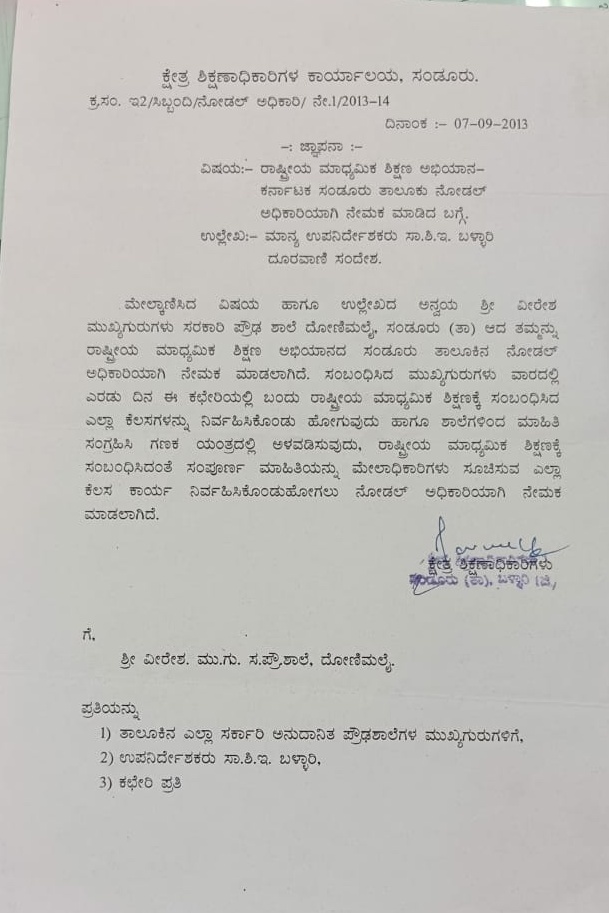 ಕ್ಷೇತ್ರ ಶಿಕ್ಷಣಾಧಿಕಾರಿಗಳ ಕಾರ್ಯಾಲಯ, ಸಂಡೂರು.
ಕ್ರ.ಸಂ. ಇ2/ಸಿಬ್ಬಂದಿ/ನೋಡಲ್ ಅಧಿಕಾರಿ/ ನೇ.1/2013-14
ದಿನಾಂಕ :- 07-09-2013
-: ಜ್ಞಾಪನಾ :-
ವಿಷಯ:- ರಾಷ್ಟ್ರೀಯ ಮಾಧ್ಯಮಿಕ ಶಿಕ್ಷಣ ಅಭಿಯಾನ-
ಕರ್ನಾಟಕ ಸಂಡೂರು ತಾಲೂಕು ನೋಡಲ್
ಅಧಿಕಾರಿಯಾಗಿ ನೇಮಕ ಮಾಡಿದ ಬಗ್ಗೆ.
ಉಲ್ಲೇಖ:- ಮಾನ್ಯ ಉಪನಿರ್ದೇಶಕರು ಸಾ.ಶಿ.ಇ. ಬಳ್ಳಾರಿ
ದೂರವಾಣಿ ಸಂದೇಶ.
ಮೇಲ್ಕಾಣಿಸಿದ ವಿಷಯ ಹಾಗೂ ಉಲ್ಲೇಖದ ಅನ್ವಯ ಶ್ರೀ ವೀರೇಶ
ಮುಖ್ಯಗುರುಗಳು ಸರಕಾರಿ ಪ್ರೌಢ ಶಾಲೆ ದೋಣಿಮಲೈ, ಸಂಡೂರು (ತಾ) ಆದ ತಮ್ಮನ್ನು
ರಾಷ್ಟ್ರೀಯ ಮಾಧ್ಯಮಿಕ ಶಿಕ್ಷಣ ಅಭಿಯಾನದ ಸಂಡೂರು ತಾಲೂಕಿನ ನೋಡಲ್
ಅಧಿಕಾರಿಯಾಗಿ ನೇಮಕ ಮಾಡಲಾಗಿದೆ. ಸಂಬಂಧಿಸಿದ ಮುಖ್ಯಗುರುಗಳು ವಾರದಲ್ಲಿ
ಎರಡು ದಿನ ಈ ಕಛೇರಿಯಲ್ಲಿ ಬಂದು ರಾಷ್ಟ್ರೀಯ ಮಾಧ್ಯಮಿಕ ಶಿಕ್ಷಣಕ್ಕೆ ಸಂಬಂಧಿಸಿದ
ಎಲ್ಲಾ ಕೆಲಸಗಳನ್ನು ನಿರ್ವಹಿಸಿಕೊಂಡು ಹೋಗುವುದು ಹಾಗೂ ಶಾಲೆಗಳಿಂದ ಮಾಹಿತಿ
ಸಂಗ್ರಹಿಸಿ ಗಣಕ ಯಂತ್ರದಲ್ಲಿ ಅಳವಡಿಸುವುದು, ರಾಷ್ಟ್ರೀಯ ಮಾಧ್ಯಮಿಕ ಶಿಕ್ಷಣಕ್ಕೆ
ಸಂಬಂಧಿಸಿದಂತೆ ಸಂಪೂರ್ಣ ಮಾಹಿತಿಯನ್ನು ಮೇಲಾಧಿಕಾರಿಗಳು ಸೂಚಿಸುವ ಎಲ್ಲಾ
ಕೆಲಸ ಕಾರ್ಯ ನಿರ್ವಹಿಸಿಕೊಂಡುಹೋಗಲು ನೋಡಲ್ ಅಧಿಕಾರಿಯಾಗಿ ನೇಮಕ
ಮಾಡಲಾಗಿದೆ.
ಕ್ಷೇತ್ರ ಶಿಕ್ಷಣಾಧಿಕಾರಿಗಳು
ಸಂಡೂರು (ತಾ), ಬಳ್ಳಾರಿ (ಜಿ)
ಗೆ,
ಶ್ರೀ ವೀರೇಶ. ಮು.ಗು. ಸ.ಪ್ರೌ.ಶಾಲೆ, ದೋಣಿಮಲೈ.
ಪ್ರತಿಯನ್ನು
1) ತಾಲೂಕಿನ ಎಲ್ಲಾ ಸರ್ಕಾರಿ ಅನುದಾನಿತ ಪ್ರೌಢಶಾಲೆಗಳ ಮುಖ್ಯಗುರುಗಳಿಗೆ,
2) ಉಪನಿರ್ದೇಶಕರು ಸಾ.ಶಿ.ಇ. ಬಳ್ಳಾರಿ,
3) ಕಛೇರಿ ಪ್ರತಿ